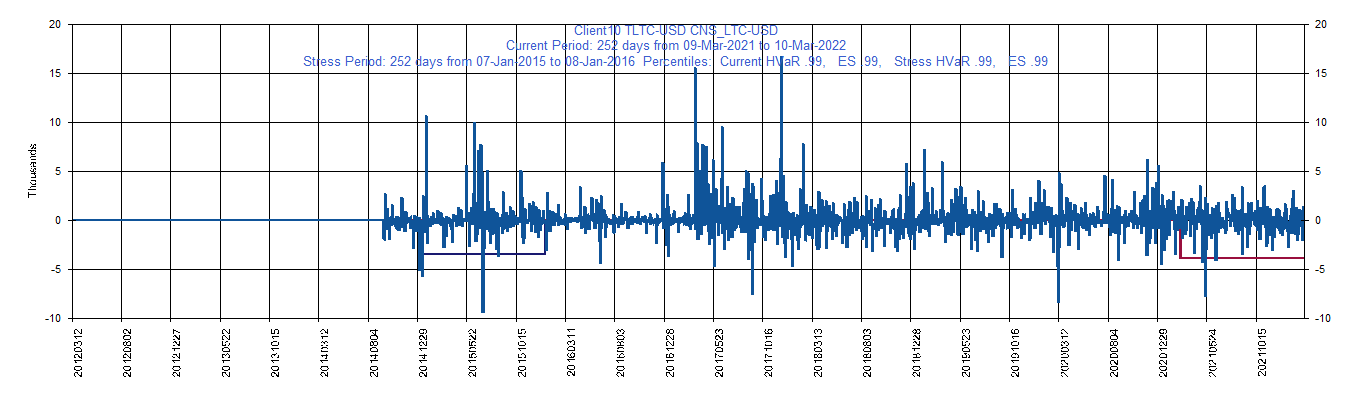 Client10 TLTC-USD CNS_LTC-USD
Current Period: 252 days from 09-Mar-2021 to 10-Mar-2022
Stress Period: 252 days from 07-Jan-2015 to 08-Jan-2016 Percentiles: Current HVaR .99, ES .99, Stress HVaR .99, ES .99
Thousands
20 20
15 15
10 10
5 5
0 0
-5 -5
-10 -10
20120312 20120802 20121227 20130522 20131015 20140312 20140804 20141229 20150522 20151015 20160311 20160803 20161228 20170523 20171016 20180313 20180803 20181228 20190523 20191016 20200312 20200804 20201229 20210524 20211015